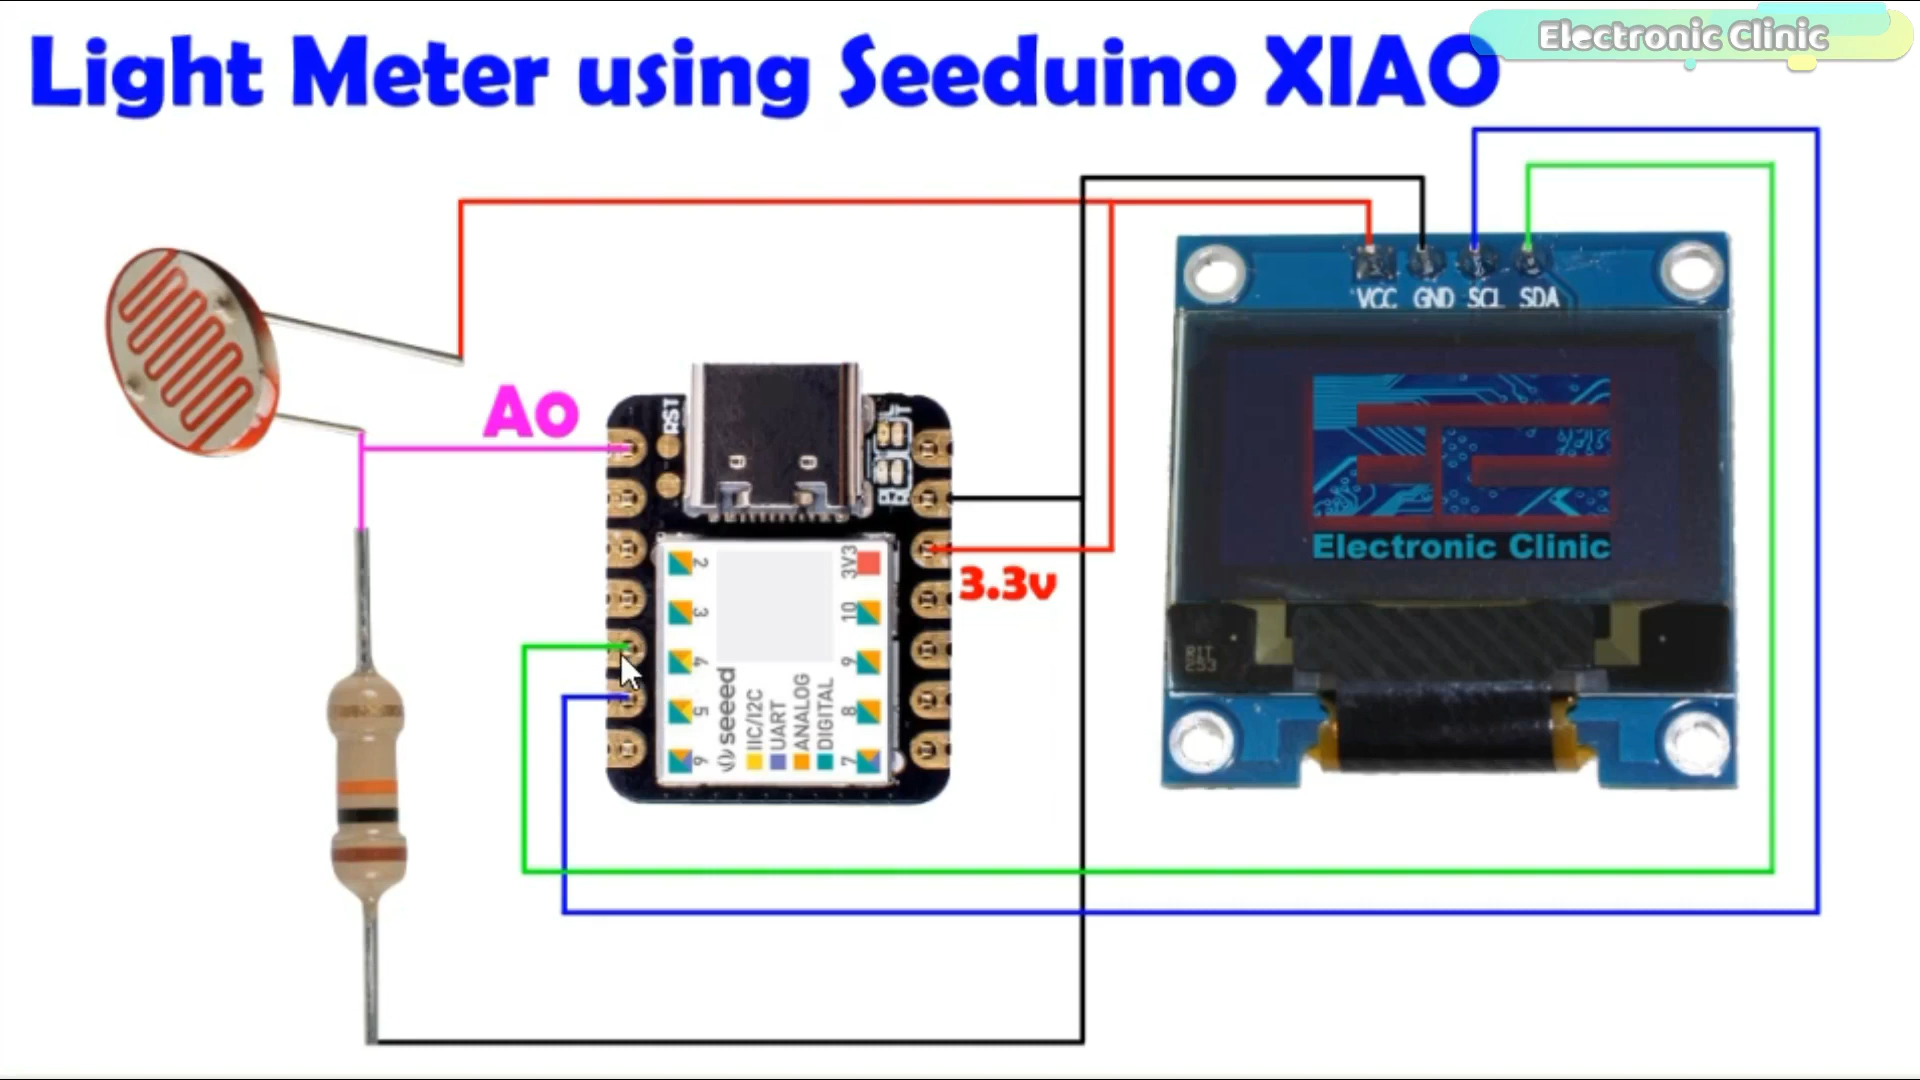 Electronic Clinic
Light Meter using Seeduino XIAO
VCC GND SCL SDA
A0
RST
3.3v
2
3
4
5
6
3V3
10
9
8
7
seeed
IIC/I2C
UART
ANALOG
DIGITAL
Electronic Clinic